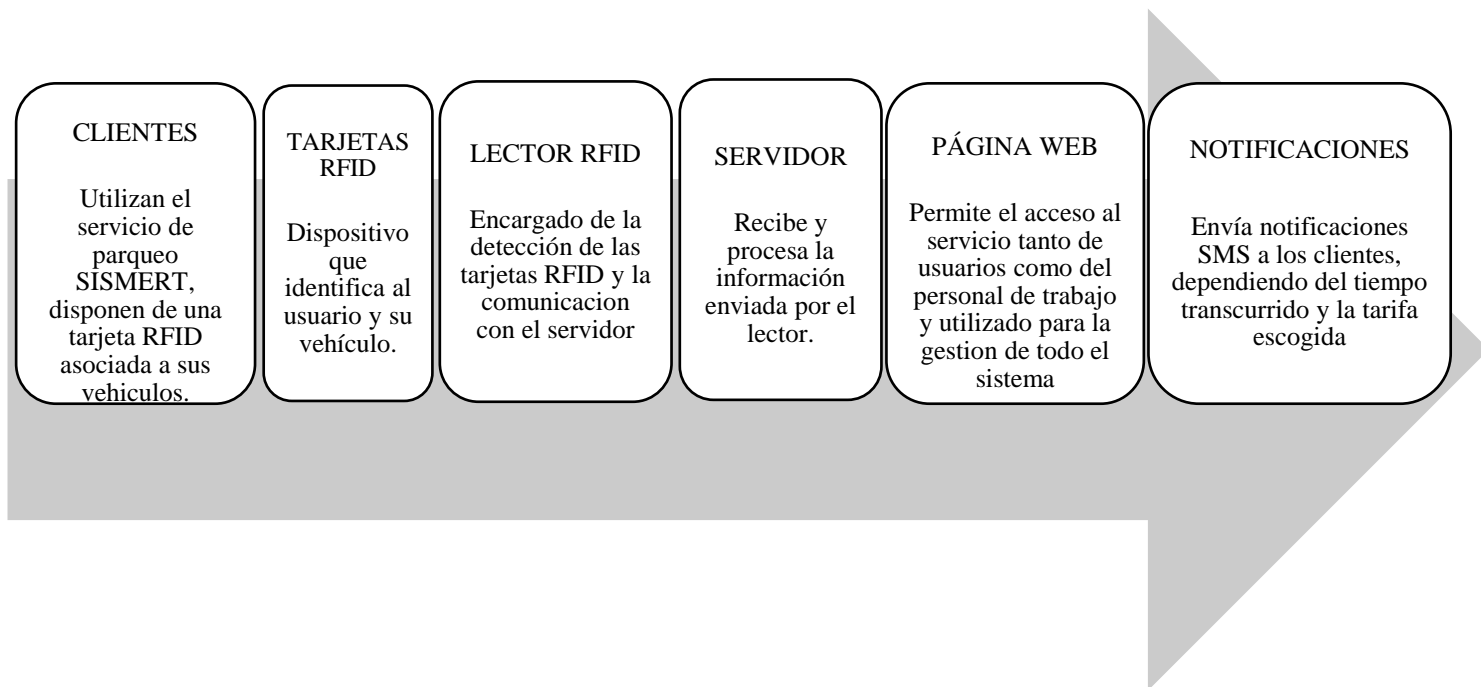 CLIENTES
Utilizan el
servicio de
parqueo
SISMERT,
disponen de una
tarjeta RFID
asociada a sus
vehiculos.
TARJETAS
RFID
Dispositivo
que
identifica al
usuario y su
vehículo.
LECTOR RFID
Encargado de la
detección de las
tarjetas RFID y la
comunicacion
con el servidor
SERVIDOR
Recibe y
procesa la
información
enviada por el
lector.
PÁGINA WEB
Permite el acceso al
servicio tanto de
usuarios como del
personal de trabajo
y utilizado para la
gestion de todo el
sistema
NOTIFICACIONES
Envía notificaciones
SMS a los clientes,
dependiendo del tiempo
transcurrido y la tarifa
escogida